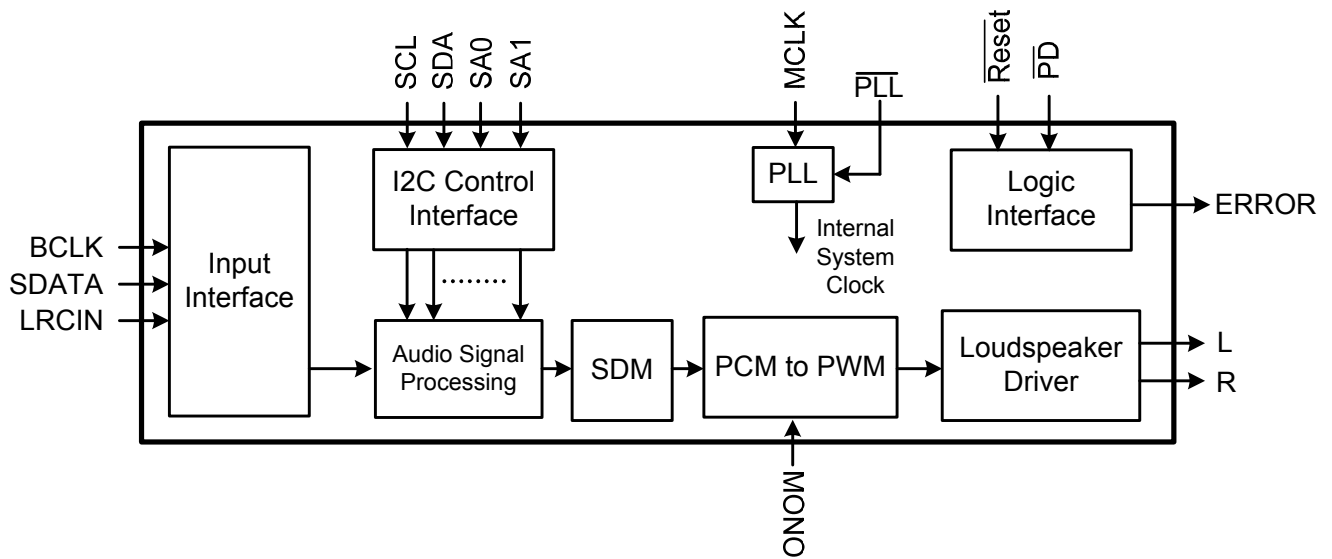 SCL
SDA
SA0
SA1
MCLK
PLL
Reset
PD
I2C Control
Interface
PLL
Logic
Interface
ERROR
Internal
System
Clock
BCLK
SDATA
LRCIN
Input
Interface
........
Audio Signal
Processing
SDM
PCM to PWM
Loudspeaker
Driver
L
R
MONO